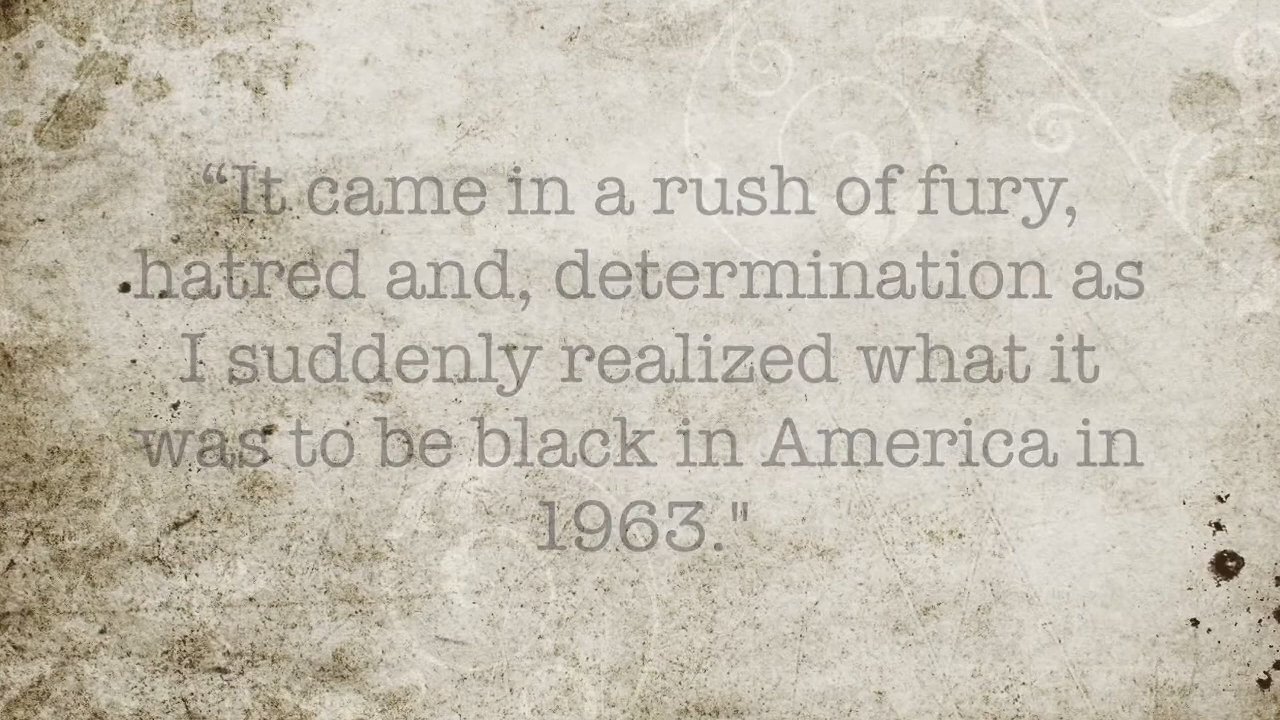 “It came in a rush of fury,
hatred and, determination as
I suddenly realized what it
was to be black in America in
1963."